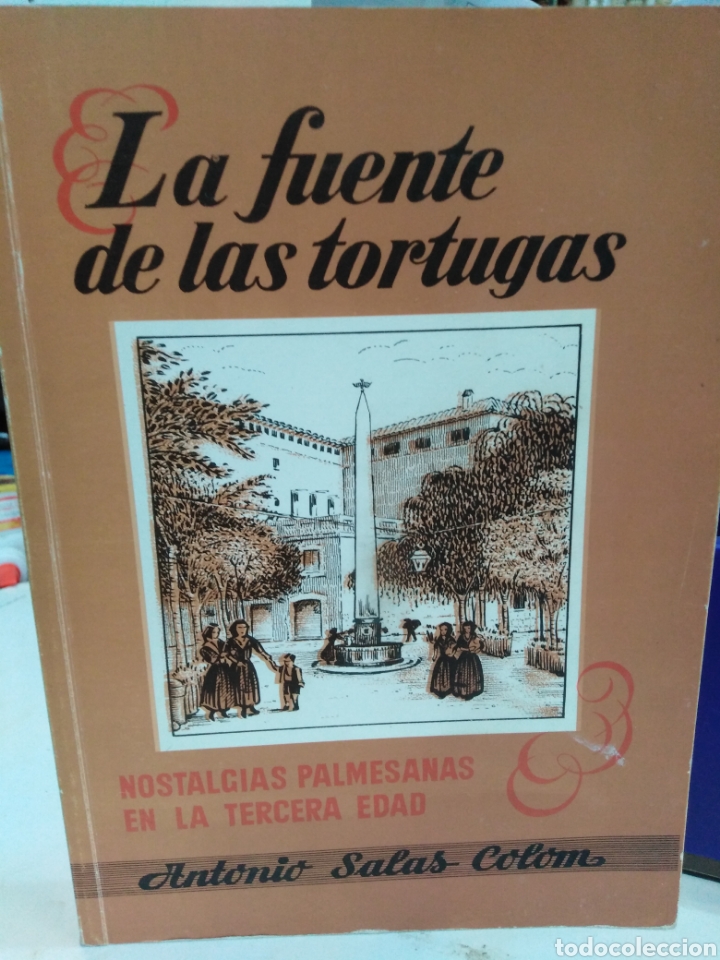 La fuente
de las tortugas
NOSTALGIAS PALMESANAS
EN LA TERCERA EDAD
Antonio Salas Colom
todocoleccion